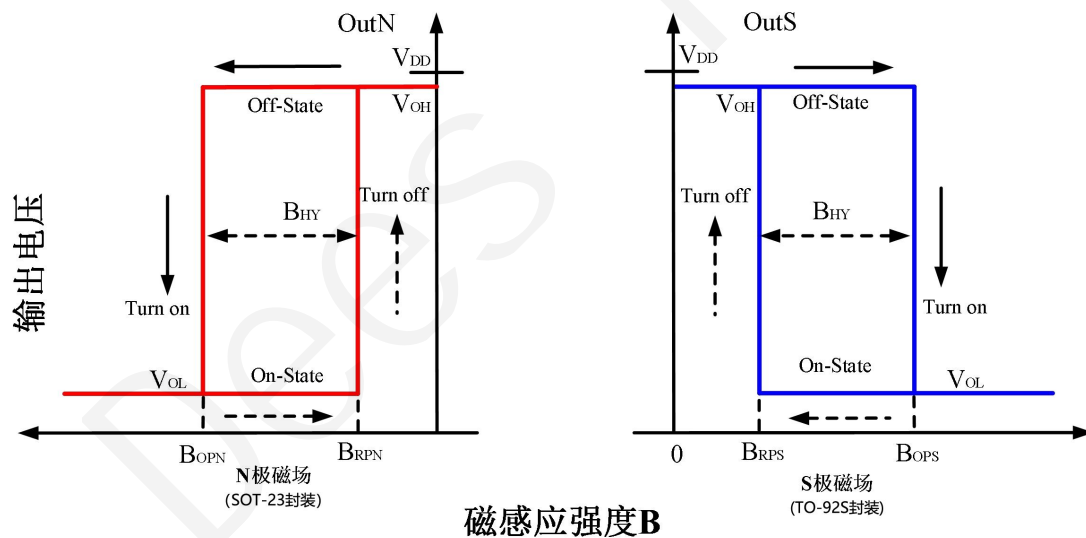 OutN
OutS
VDD
VDD
VOH
Off-State
VOH
Off-State
Turn off
Turn off
BHY
BHY
输出电压
Turn on
Turn on
VOL
On-State
On-State
VOL
BOPN
BRPN
0
BRPS
BOPS
N极磁场
(SOT-23封装)
S极磁场
(TO-92S封装)
磁感应强度B
Dees